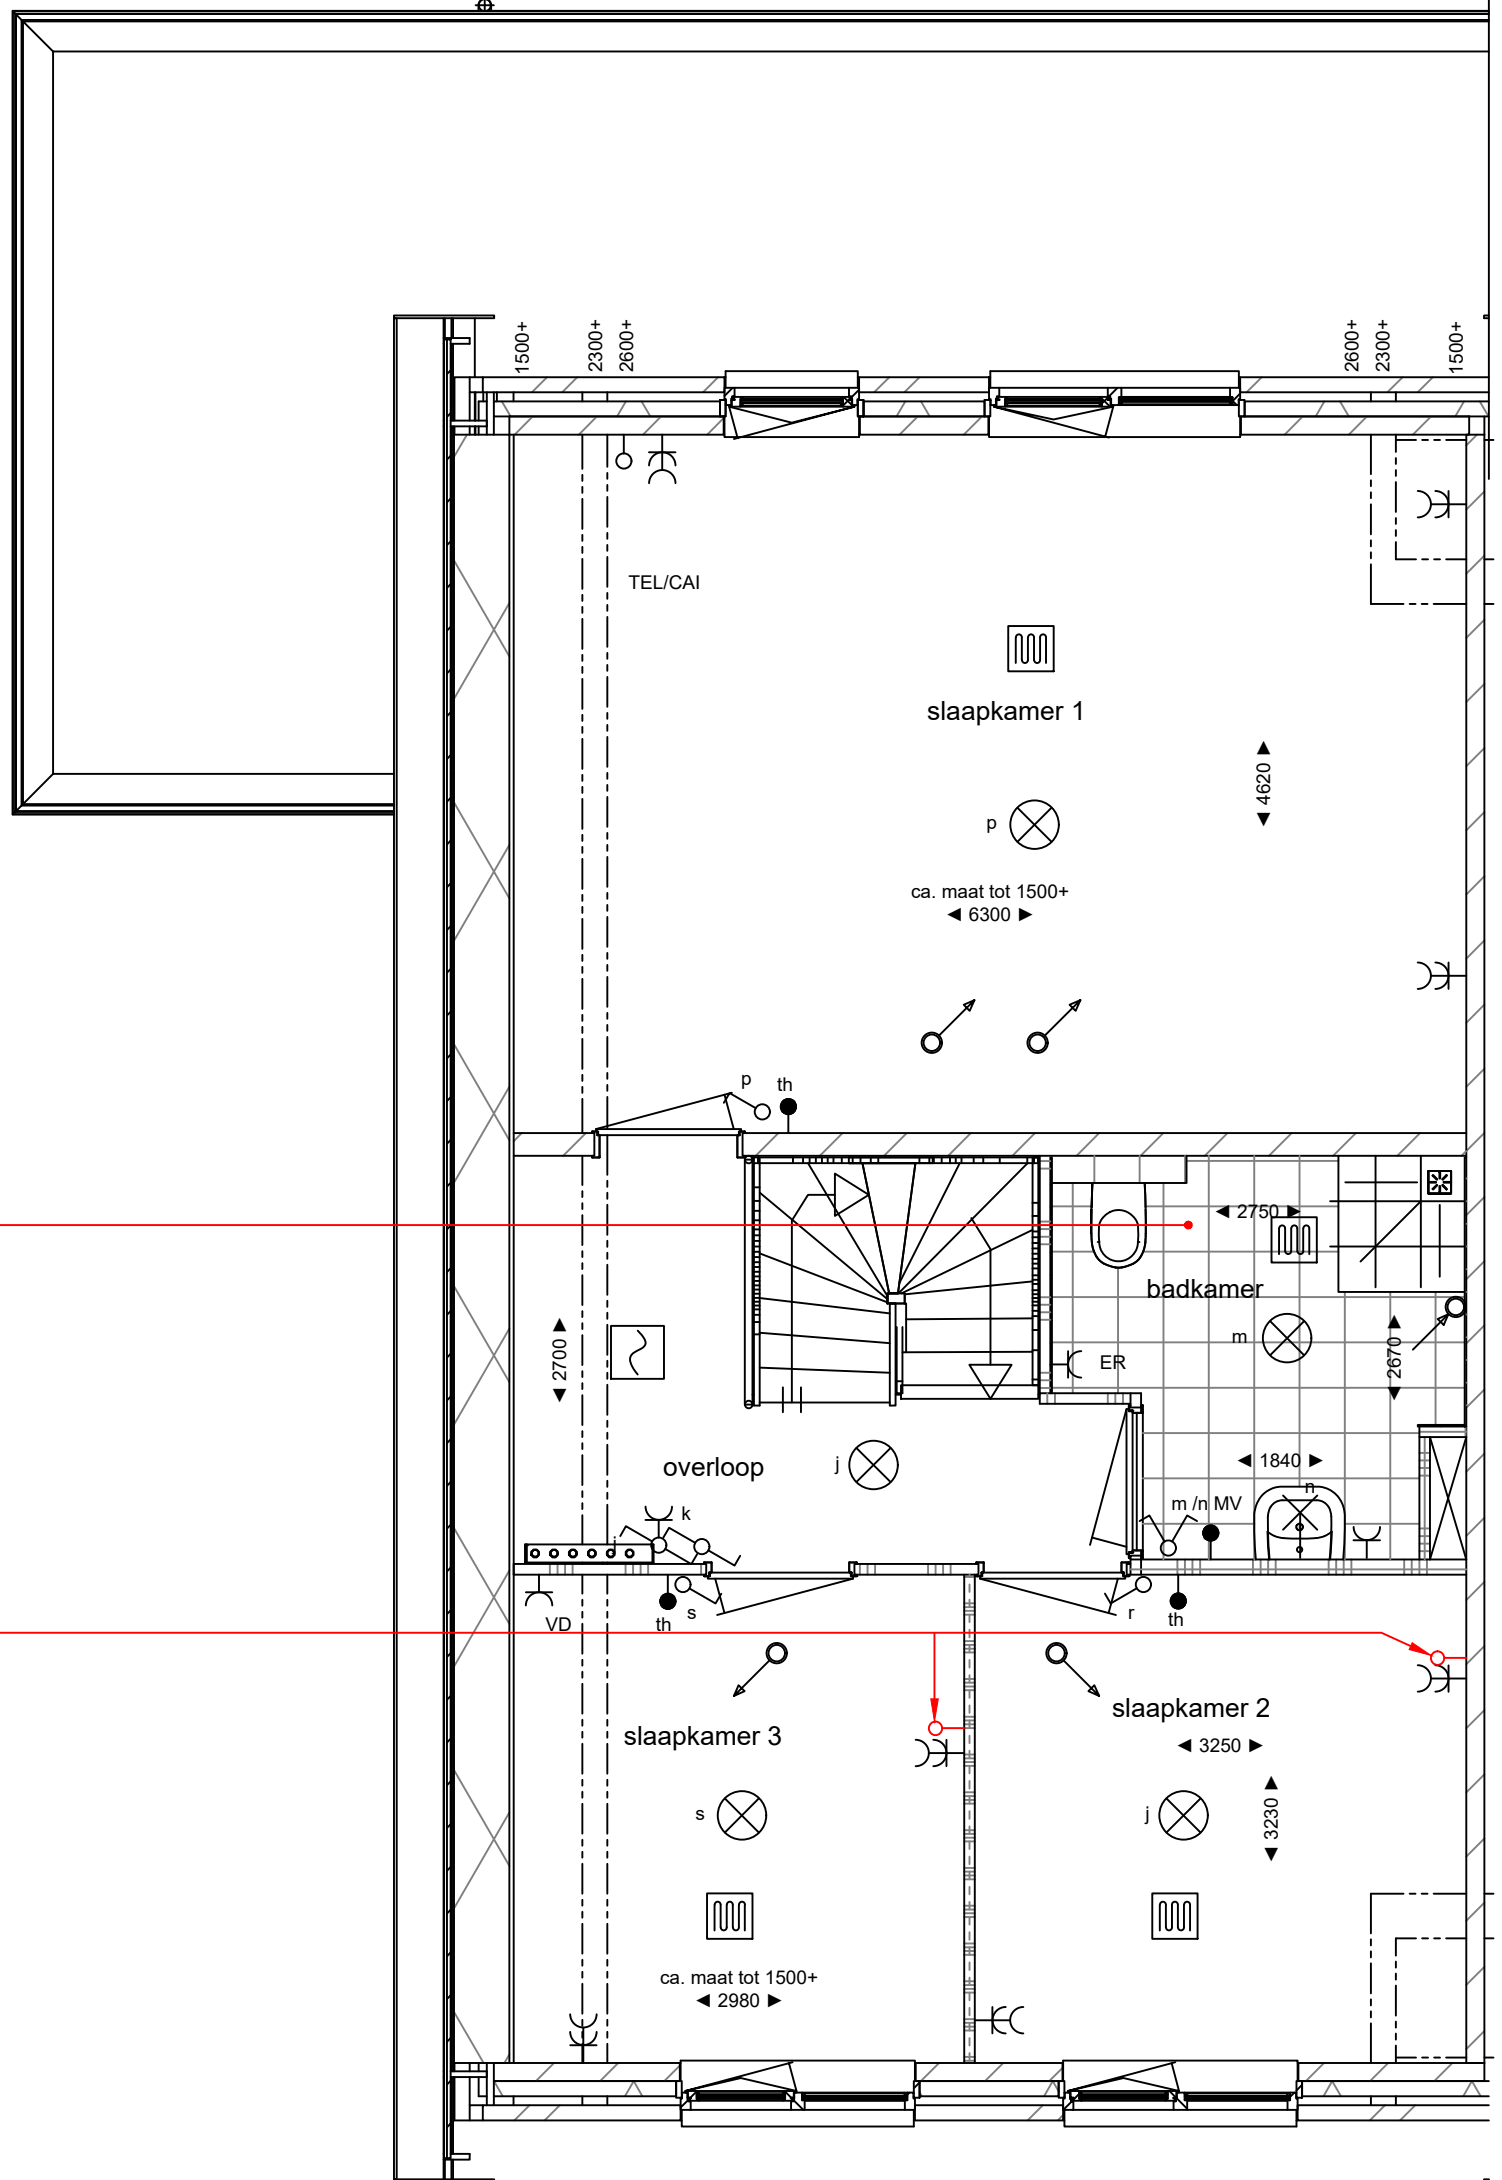 1500+
2300+
2600+
2600+
2300+
1500+
TEL/CAI
slaapkamer 1
4620
p
ca. maat tot 1500+
6300
p
th
2750
badkamer
m
2670
ER
2700
overloop
j
1840
n
m /n MV
k
j
VD
th
s
r
th
slaapkamer 3
slaapkamer 2
3250
s
j
3230
ca. maat tot 1500+
2980